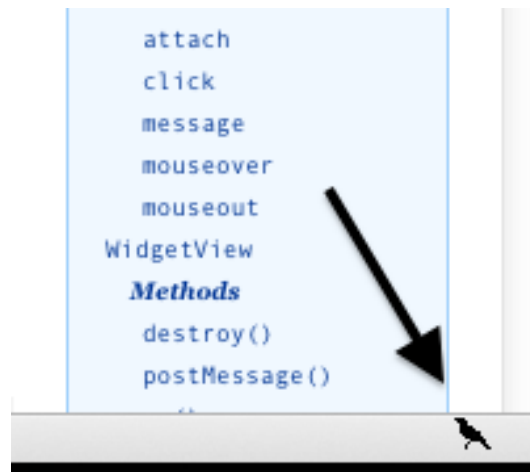 attach
click
message
mouseover
mouseout
WidgetView
Methods
destroy()
postMessage()